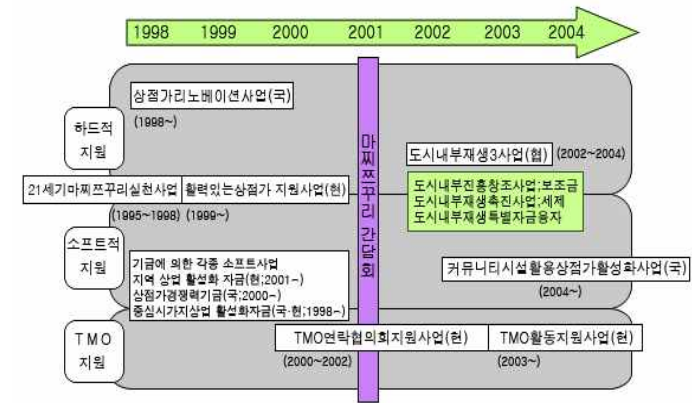 1998 1999 2000 2001 2002 2003 2004
상점가리노베이션사업(국)
(1998~)
하드적
지원
마찌쯔꾸리 간담회
도시내부재생3사업(협) (2002~2004)
21세기마찌쯔꾸리실천사업 활력있는상점가 지원사업(현)
(1995~1998) (1999~)
도시내부진흥창조사업;보조금
도시내부재생촉진사업;세제
도시내부재생특별자금융자
소프트적
지원
기금에 의한 각종 소프트사업
지역 상업 활성화 자금(현;2001~)
상점가경쟁력기금(국;2000~)
중심시가지상업 활성화자금(국·현;1998~)
커뮤니티시설활용상점가활성화사업(국)
(2004~)
TMO
지원
TMO연락협의회지원사업(현) TMO활동지원사업(현)
(2000~2002) (2003~)